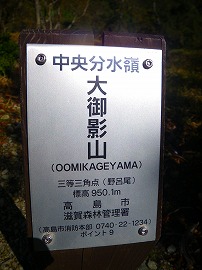 中央分水嶺
大御影山
(OOMIKAGEYAMA)
三等三角点（野呂尾）
標高950.1m
高島市
滋賀森林管理署
(高島市消防本部 0740-22-1234)
ポイント9